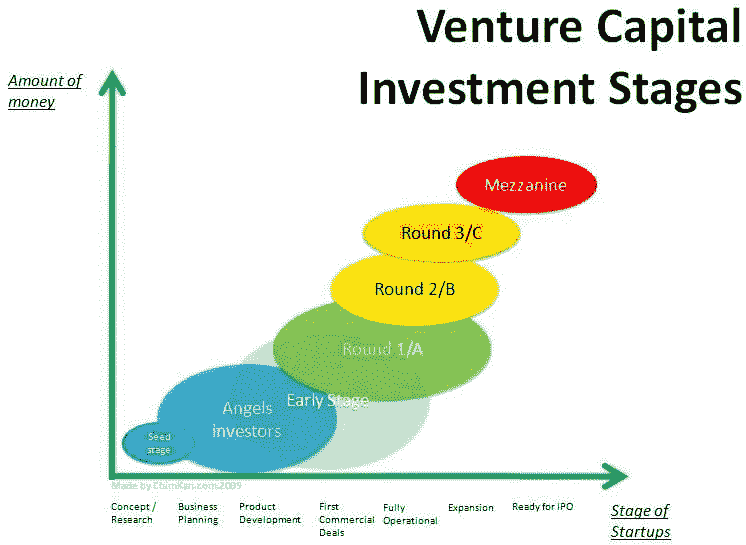 Venture Capital
Investment Stages
Amount of
money
Mezzanine
Round 3/C
Round 2/B
Round 1/A
Early Stage
Angels
investors
Seed
stage
Made by ChimKan.com.2009
Concept /
Research
Business
Planning
Product
Development
First
Commercial
Deals
Fully
Operational
Expansion
Ready for IPO
Stage of
Startups